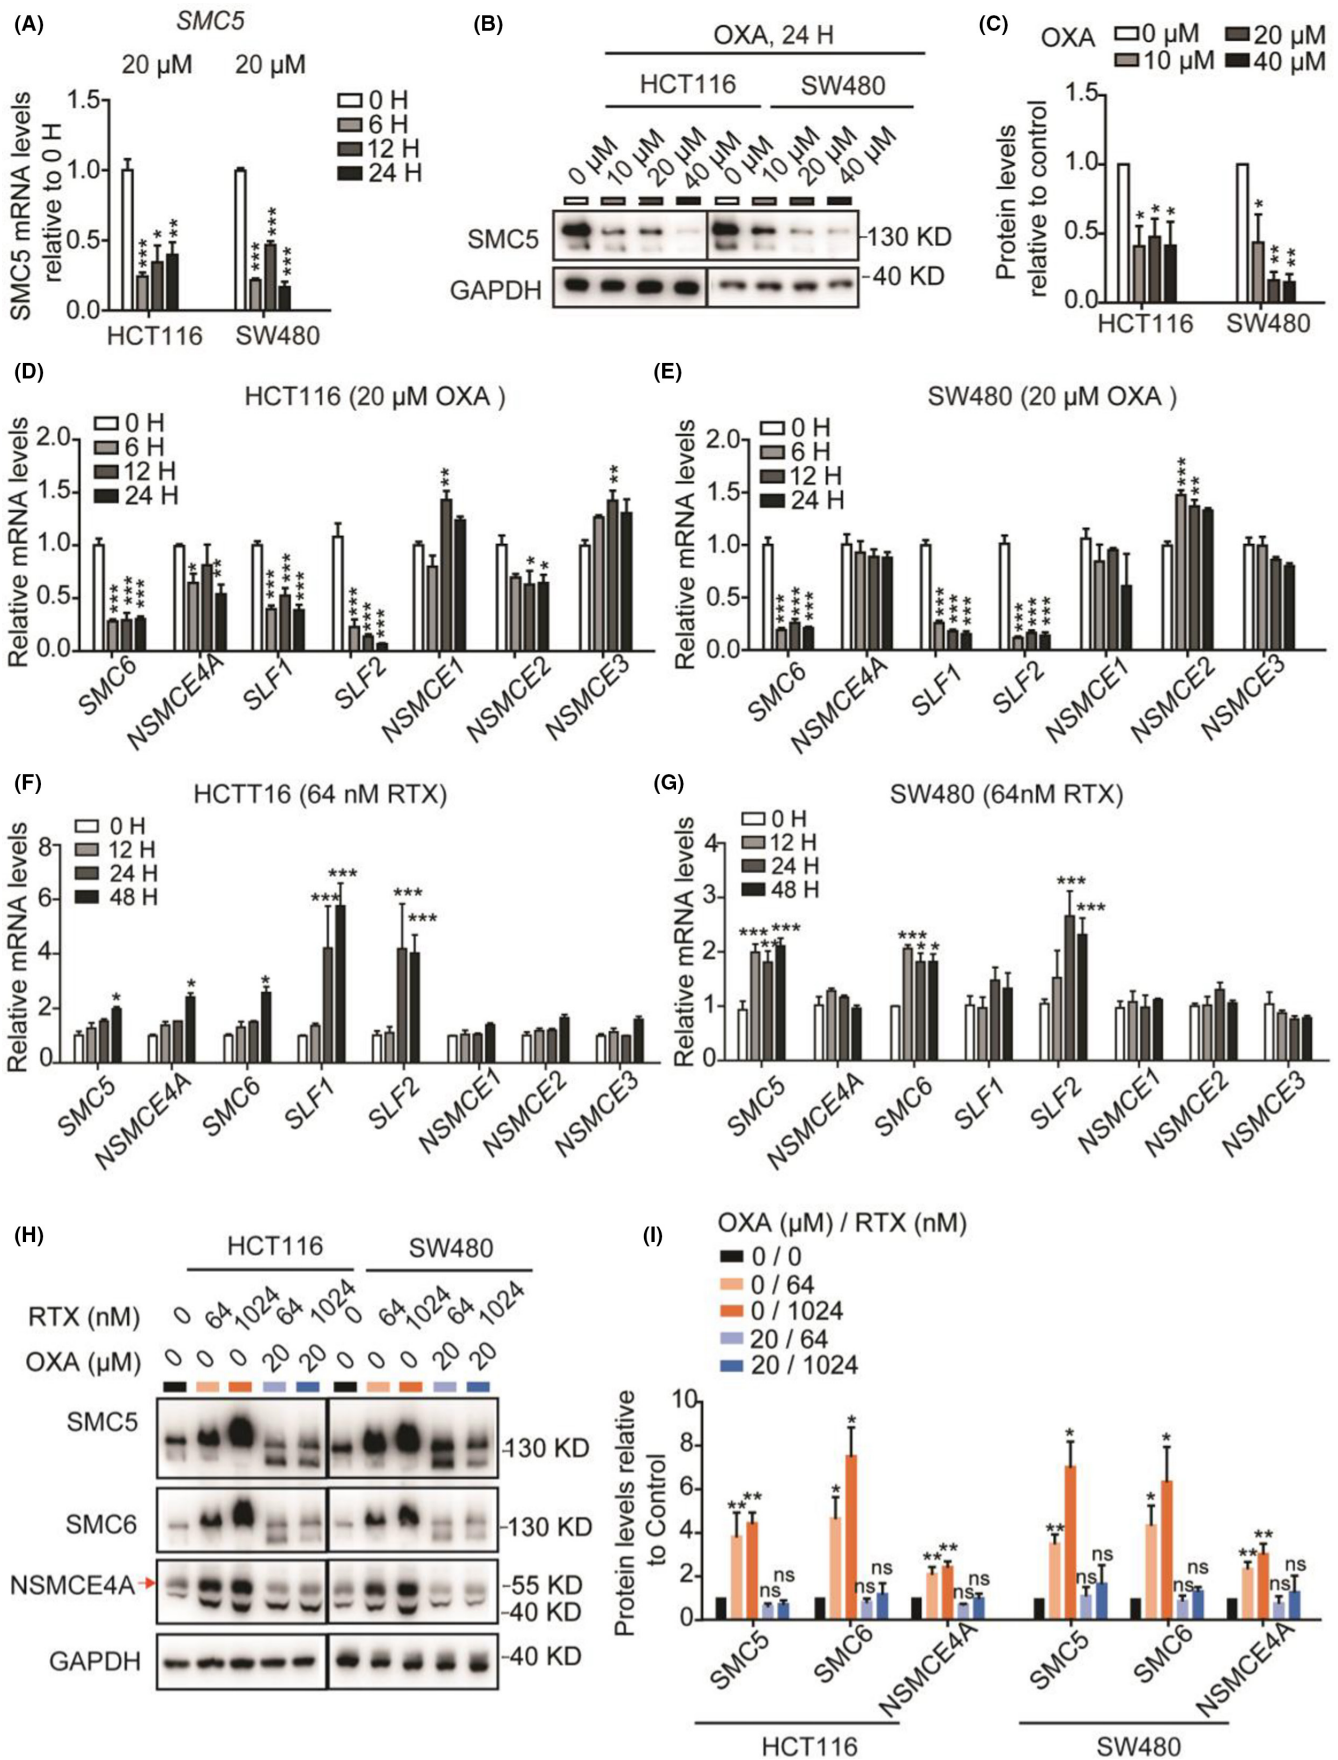 (A)
SMC5
20 µM 20 µM
SMC5 mRNA levels
relative to 0 H
1.5
1.0
0.5
0.0
0 H
6 H
12 H
24 H
*** * ** *** *** ***
HCT116 SW480
(B)
OXA, 24 H
HCT116 SW480
0 µM 10 µM 20 µM 40 µM 0 µM 10 µM 20 µM 40 µM
SMC5
-130 KD
GAPDH
-40 KD
(C)
OXA
0 µM 20 µM
10 µM 40 µM
Protein levels
relative to control
1.5
1.0
0.5
0.0
* * * * ** **
HCT116 SW480
(D)
HCT116 (20 µM OXA )
Relative mRNA levels
0 H
6 H
12 H
24 H
2.0
1.5
1.0
0.5
0.0
*** *** *** * ** *** *** *** *** *** *** ** * * **
SMC6 NSMCE4A SLF1 SLF2 NSMCE1 NSMCE2 NSMCE3
(E)
SW480 (20 µM OXA )
Relative mRNA levels
0 H
6 H
12 H
24 H
2.0
1.5
1.0
0.5
0.0
*** *** *** *** *** *** *** *** *** *** **
SMC6 NSMCE4A SLF1 SLF2 NSMCE1 NSMCE2 NSMCE3
(F)
HCTT16 (64 nM RTX)
Relative mRNA levels
0 H
12 H
24 H
48 H
8
6
4
2
0
* * * *** *** *** ***
SMC5 NSMCE4A SMC6 SLF1 SLF2 NSMCE1 NSMCE2 NSMCE3
(G)
SW480 (64nM RTX)
Relative mRNA levels
0 H
12 H
24 H
48 H
4
3
2
1
0
*** ** *** *** * * *** ***
SMC5 NSMCE4A SMC6 SLF1 SLF2 NSMCE1 NSMCE2 NSMCE3
(H)
HCT116 SW480
RTX (nM) 0 64 1024 64 1024 0 64 1024 64 1024
OXA (µM) 0 0 0 20 20 0 0 0 20 20
SMC5
-130 KD
SMC6
-130 KD
NSMCE4A
-55 KD
-40 KD
GAPDH
-40 KD
(I)
OXA (µM) / RTX (nM)
0 / 0
0 / 64
0 / 1024
20 / 64
20 / 1024
Protein levels relative
to Control
10
8
6
4
2
0
** ** ns ns * * ns ns ** ** ns ns ** * ns ns * * ns ns ** ** ns ns
SMC5 SMC6 NSMCE4A SMC5 SMC6 NSMCE4A
HCT116 SW480